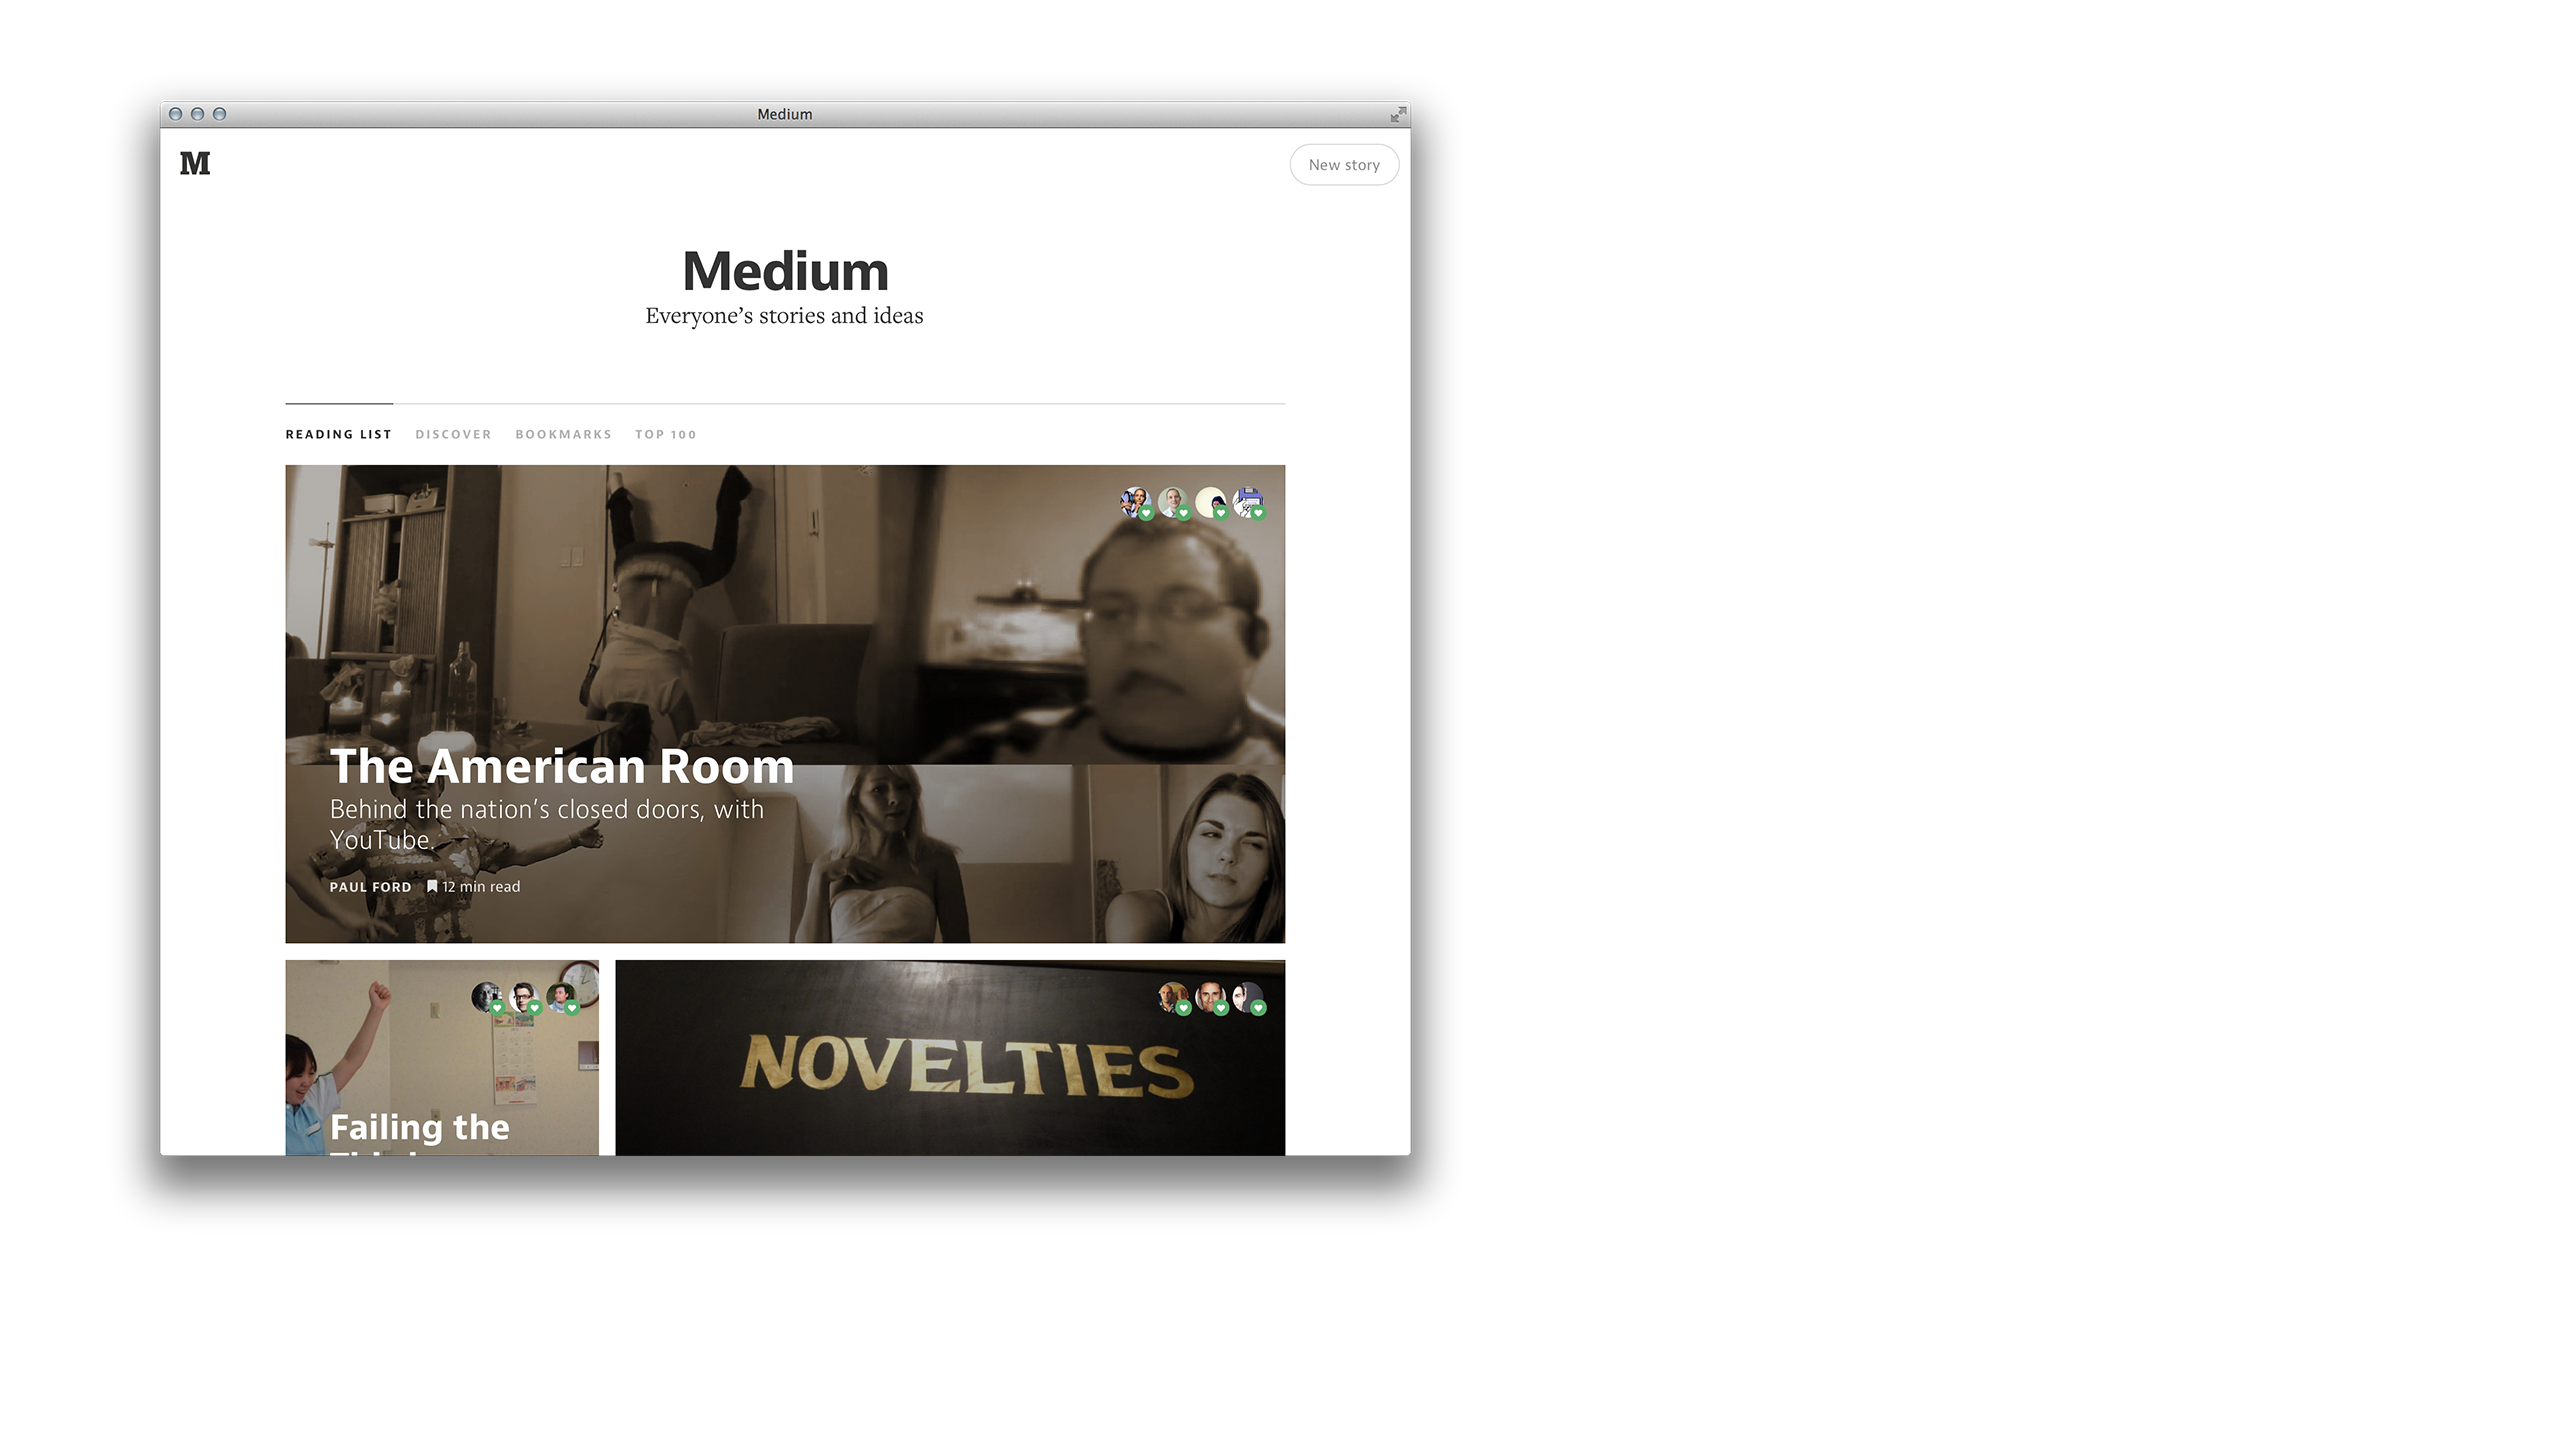 Medium
M
New story
Medium
Everyone’s stories and ideas
READING LIST DISCOVER BOOKMARKS TOP 100
The American Room
Behind the nation’s closed doors, with
YouTube.
PAUL FORD 12 min read
NOVELTIES
Failing the